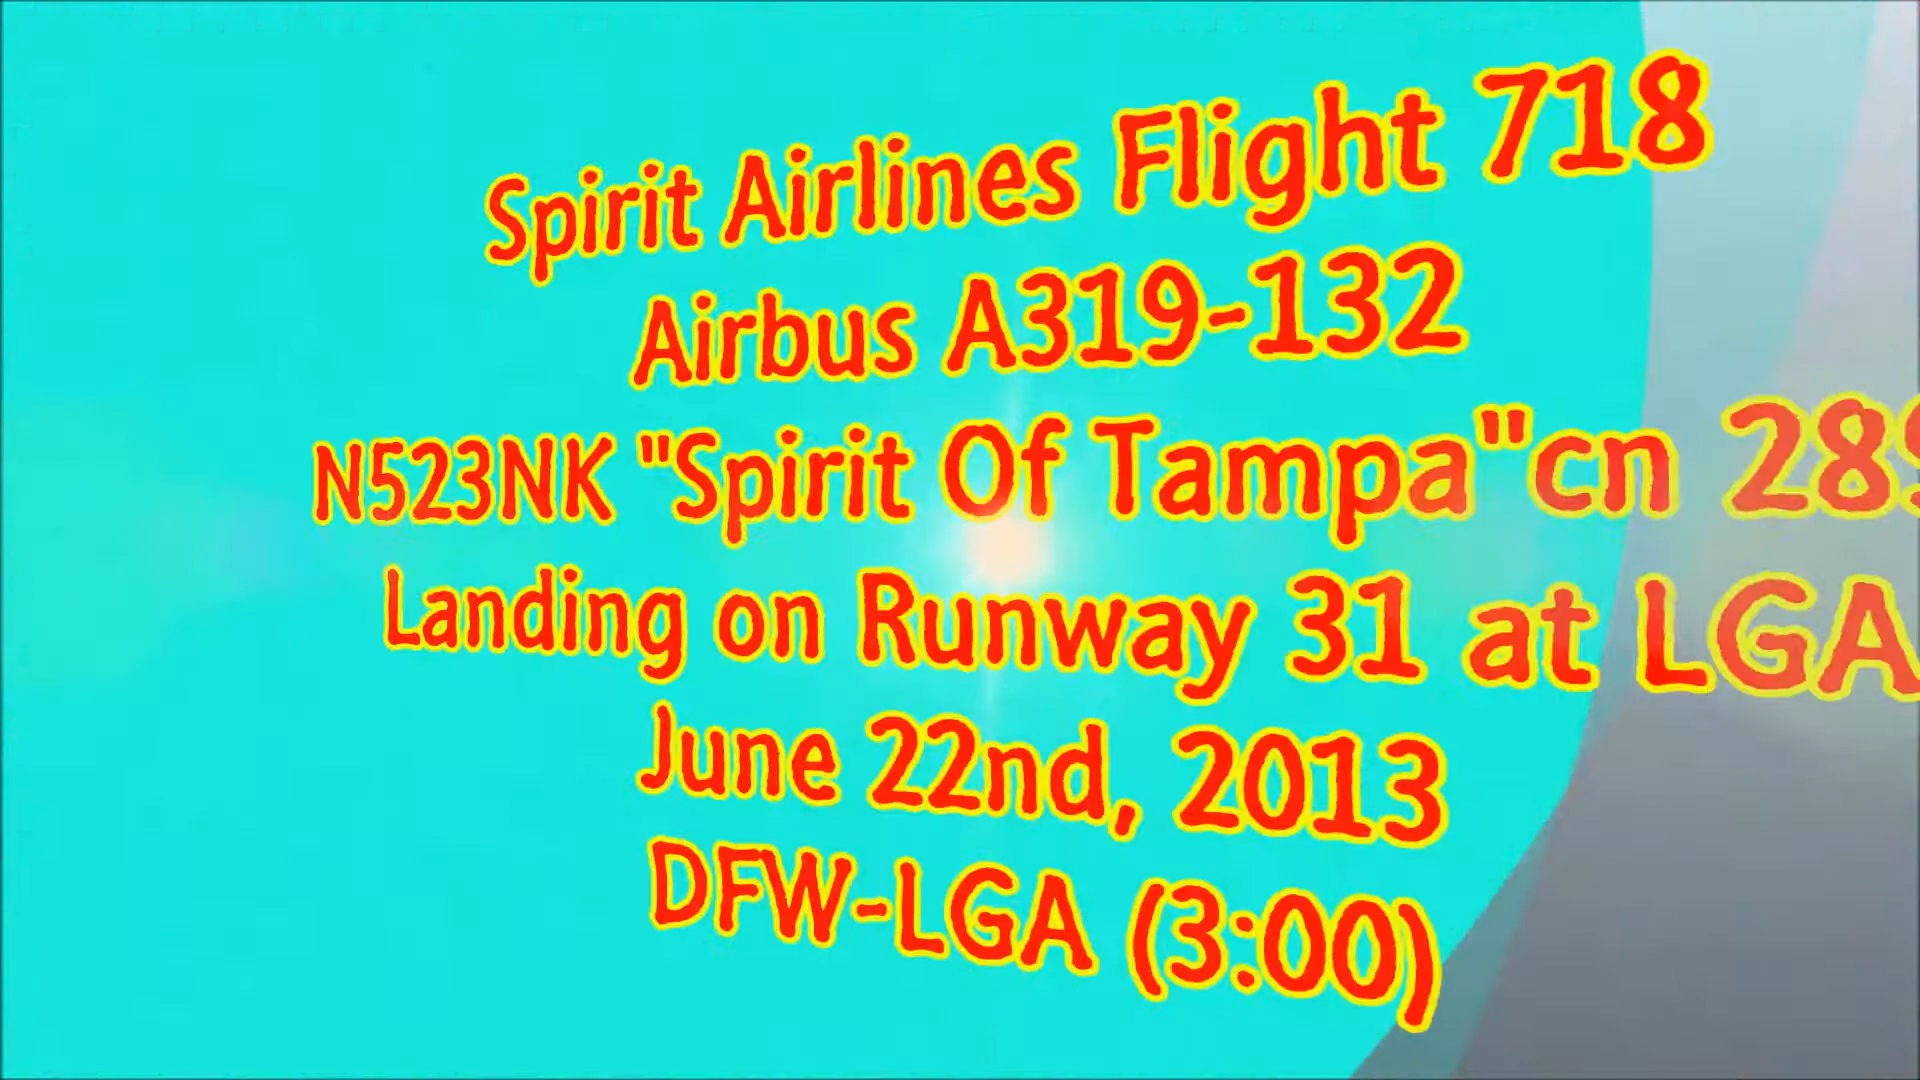 Spirit Airlines Flight 718
Airbus A319-132
N523NK "Spirit Of Tampa"cn
Landing on Runway 31 at LGA
June 22nd, 2013
DFW-LGA (3:00)